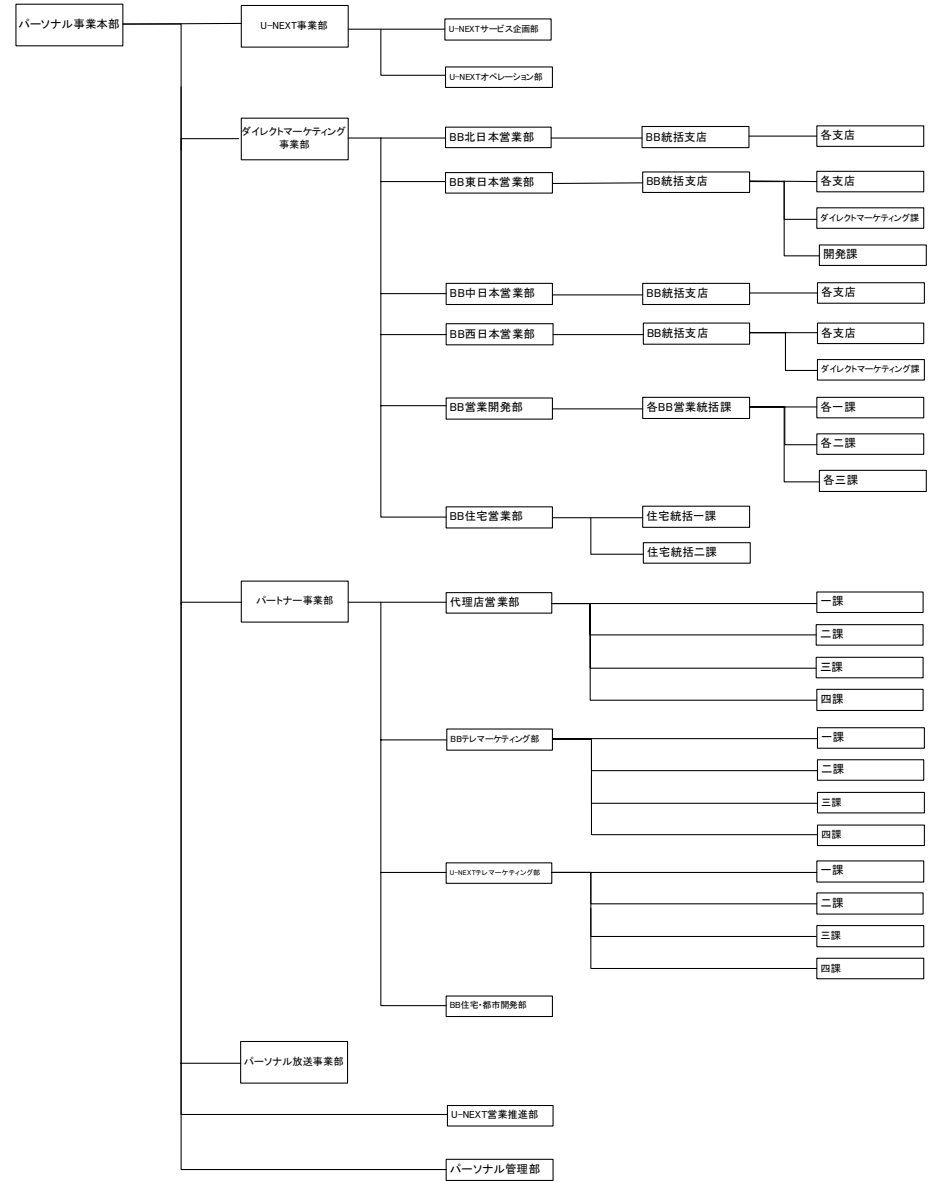 パーソナル事業本部
U-NEXT事業部
U-NEXTサービス企画部
U-NEXTオペレーション部
ダイレクトマーケティング
事業部
BB北日本営業部
BB統括支店
各支店
BB東日本営業部
BB統括支店
各支店
ダイレクトマーケティング課
開発課
BB中日本営業部
BB統括支店
各支店
BB西日本営業部
BB統括支店
各支店
ダイレクトマーケティング課
BB営業開発部
各BB営業統括課
各一課
各二課
各三課
BB住宅営業部
住宅統括一課
住宅統括二課
パートナー事業部
代理店営業部
一課
二課
三課
四課
BBテレマーケティング部
一課
二課
三課
四課
U-NEXTテレマーケティング部
一課
二課
三課
四課
BB住宅・都市開発部
パーソナル放送事業部
U-NEXT営業推進部
パーソナル管理部